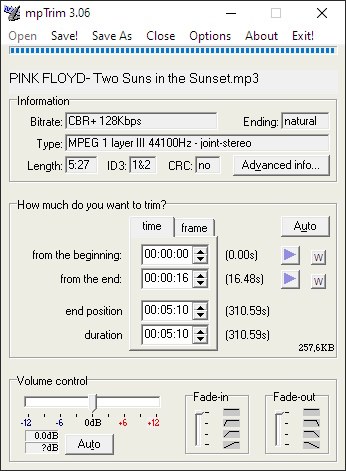 mpTrim 3.06
Open Save! Save As Close Options About Exit!
PINK FLOYD- Two Suns in the Sunset.mp3
Information
Bitrate: CBR+ 128Kbps Ending: natural
Type: MPEG 1 layer III 44100Hz - joint-stereo
Length: 5:27 ID3: 1&2 CRC: no Advanced info...
How much do you want to trim?
time frame Auto
from the beginning: 00:00:00 (0.00s) W
from the end: 00:00:16 (16.48s) W
end position 00:05:10 (310.59s)
duration 00:05:10 (310.59s)
257,6KB
Volume control
Fade-in Fade-out
-12 -6 0dB +6 +12
0.0dB
?dB Auto